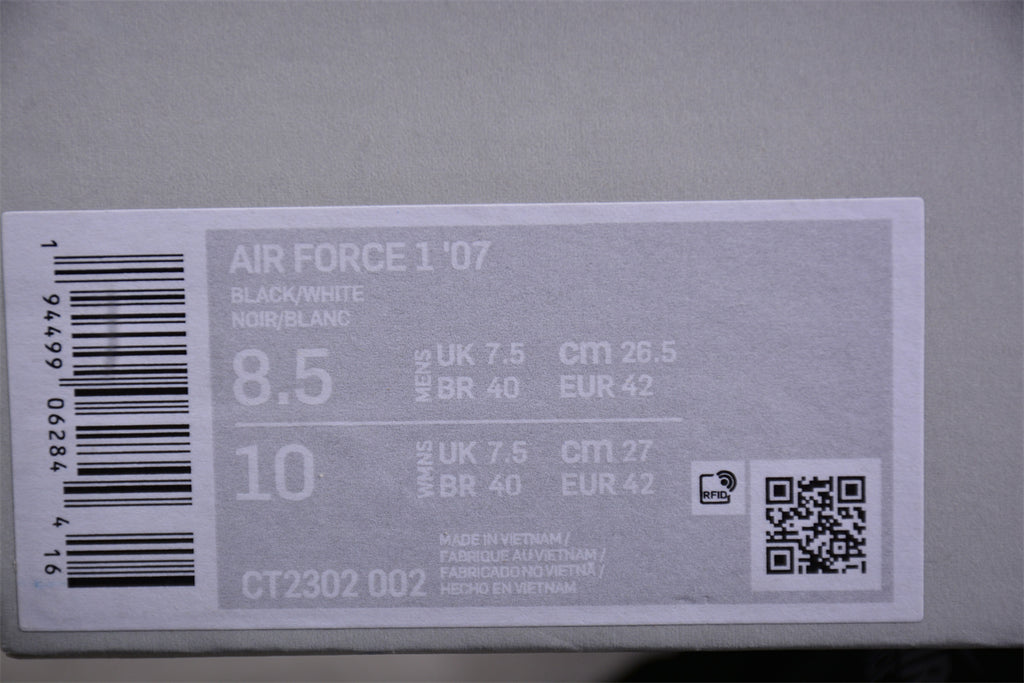 AIR FORCE 1 '07
BLACK/WHITE
NOIR/BLANC
8.5 MENS UK 7.5 cm 26.5
BR 40 EUR 42
10 WMNS UK 7.5 cm 27
BR 40 EUR 42
RFID
MADE IN VIETNAM /
FABRIQUE AU VIETNAM /
FABRICADO NO VIETNÃ /
HECHO EN VIETNAM
CT2302 002
1 94499 06284 4 16